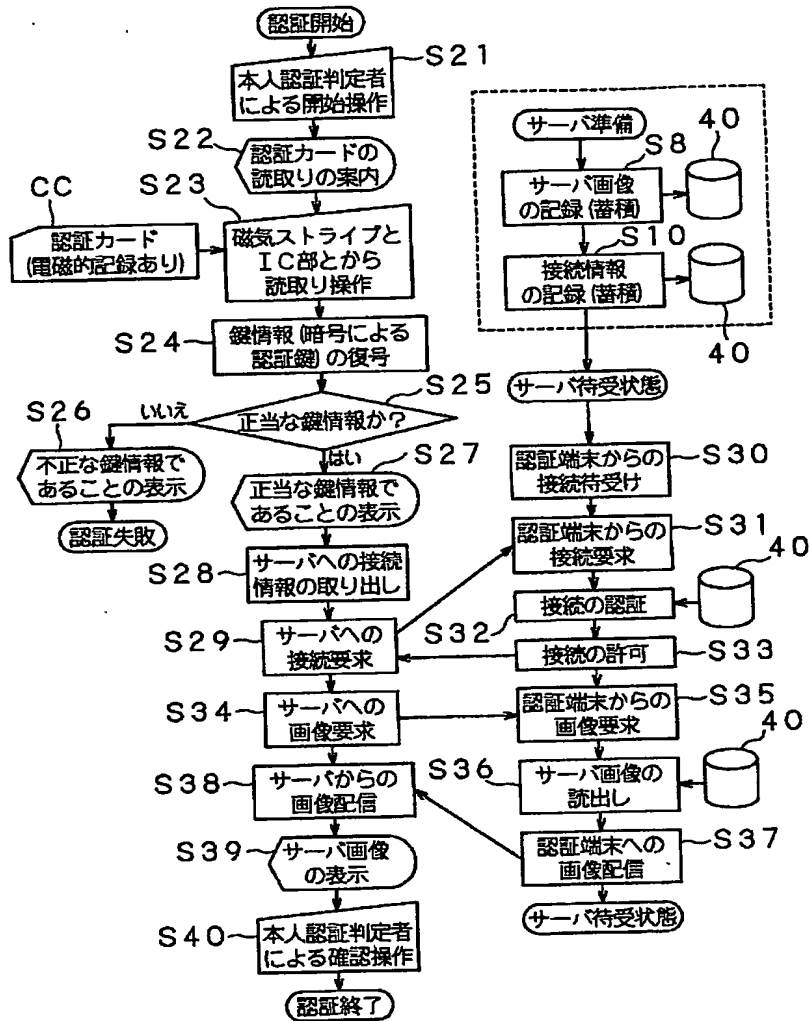 認証開始
S21
本人認証判定者
による開始操作
S22
認証カードの
読取りの案内
CC
認証カード
(電磁的記録あり)
S23
磁気ストライプと
IC部とから
読取り操作
S24
鍵情報(暗号による
認証鍵)の復号
S25
正当な鍵情報か?
いいえ
はい
S26
不正な鍵情報で
あることの表示
認証失敗
S27
正当な鍵情報で
あることの表示
S28
サーバへの接続
情報の取り出し
S29
サーバへの
接続要求
S34
サーバへの
画像要求
S38
サーバからの
画像配信
S39
サーバ画像
の表示
S40
本人認証判定者
による確認操作
認証終了
サーバ準備
S8
40
サーバ画像
の記録(蓄積)
S10
接続情報
の記録(蓄積)
40
サーバ待受状態
認証端末からの
接続待受け
S30
認証端末からの
接続要求
S31
40
接続の認証
S32
接続の許可
S33
認証端末からの
画像要求
S35
40
S36
サーバ画像の
読出し
認証端末への
画像配信
S37
サーバ待受状態